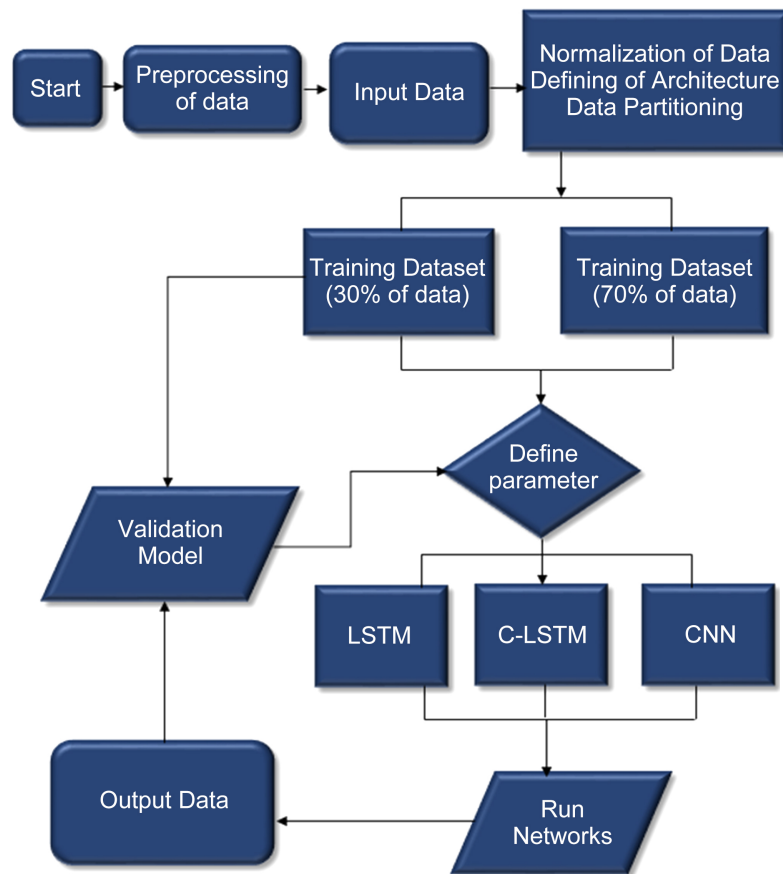 Start
Preprocessing
of data
Input Data
Normalization of Data
Defining of Architecture
Data Partitioning
Training Dataset
(30% of data)
Training Dataset
(70% of data)
Define
parameter
Validation
Model
LSTM
C-LSTM
CNN
Output Data
Run
Networks